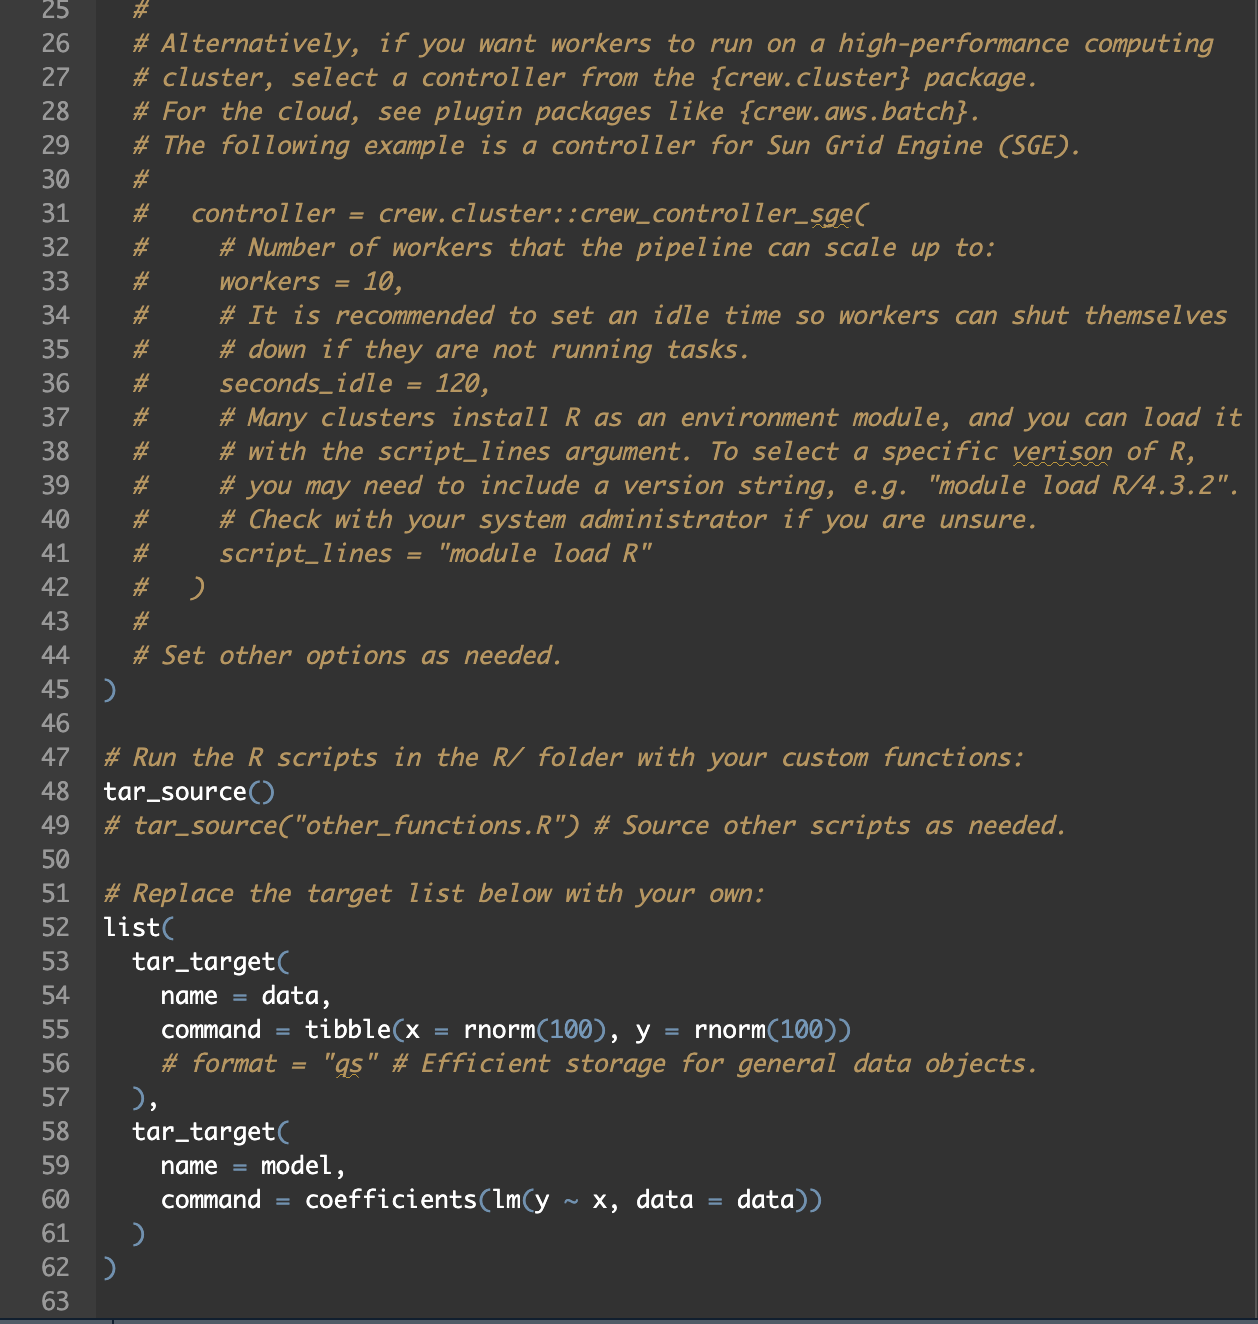 25 #
26 # Alternatively, if you want workers to run on a high-performance computing
27 # cluster, select a controller from the {crew.cluster} package.
28 # For the cloud, see plugin packages like {crew.aws.batch}.
29 # The following example is a controller for Sun Grid Engine (SGE).
30 #
31 #   controller = crew.cluster::crew_controller_sge(
32 #     # Number of workers that the pipeline can scale up to:
33 #     workers = 10,
34 #     # It is recommended to set an idle time so workers can shut themselves
35 #     # down if they are not running tasks.
36 #     seconds_idle = 120,
37 #     # Many clusters install R as an environment module, and you can load it
38 #     # with the script_lines argument. To select a specific verison of R,
39 #     # you may need to include a version string, e.g. "module load R/4.3.2".
40 #     # Check with your system administrator if you are unsure.
41 #     script_lines = "module load R"
42 #   )
43 #
44 # Set other options as needed.
45 )
46
47 # Run the R scripts in the R/ folder with your custom functions:
48 tar_source()
49 # tar_source("other_functions.R") # Source other scripts as needed.
50
51 # Replace the target list below with your own:
52 list(
53   tar_target(
54     name = data,
55     command = tibble(x = rnorm(100), y = rnorm(100))
56     # format = "qs" # Efficient storage for general data objects.
57   ),
58   tar_target(
59     name = model,
60     command = coefficients(lm(y ~ x, data = data))
61   )
62 )
63